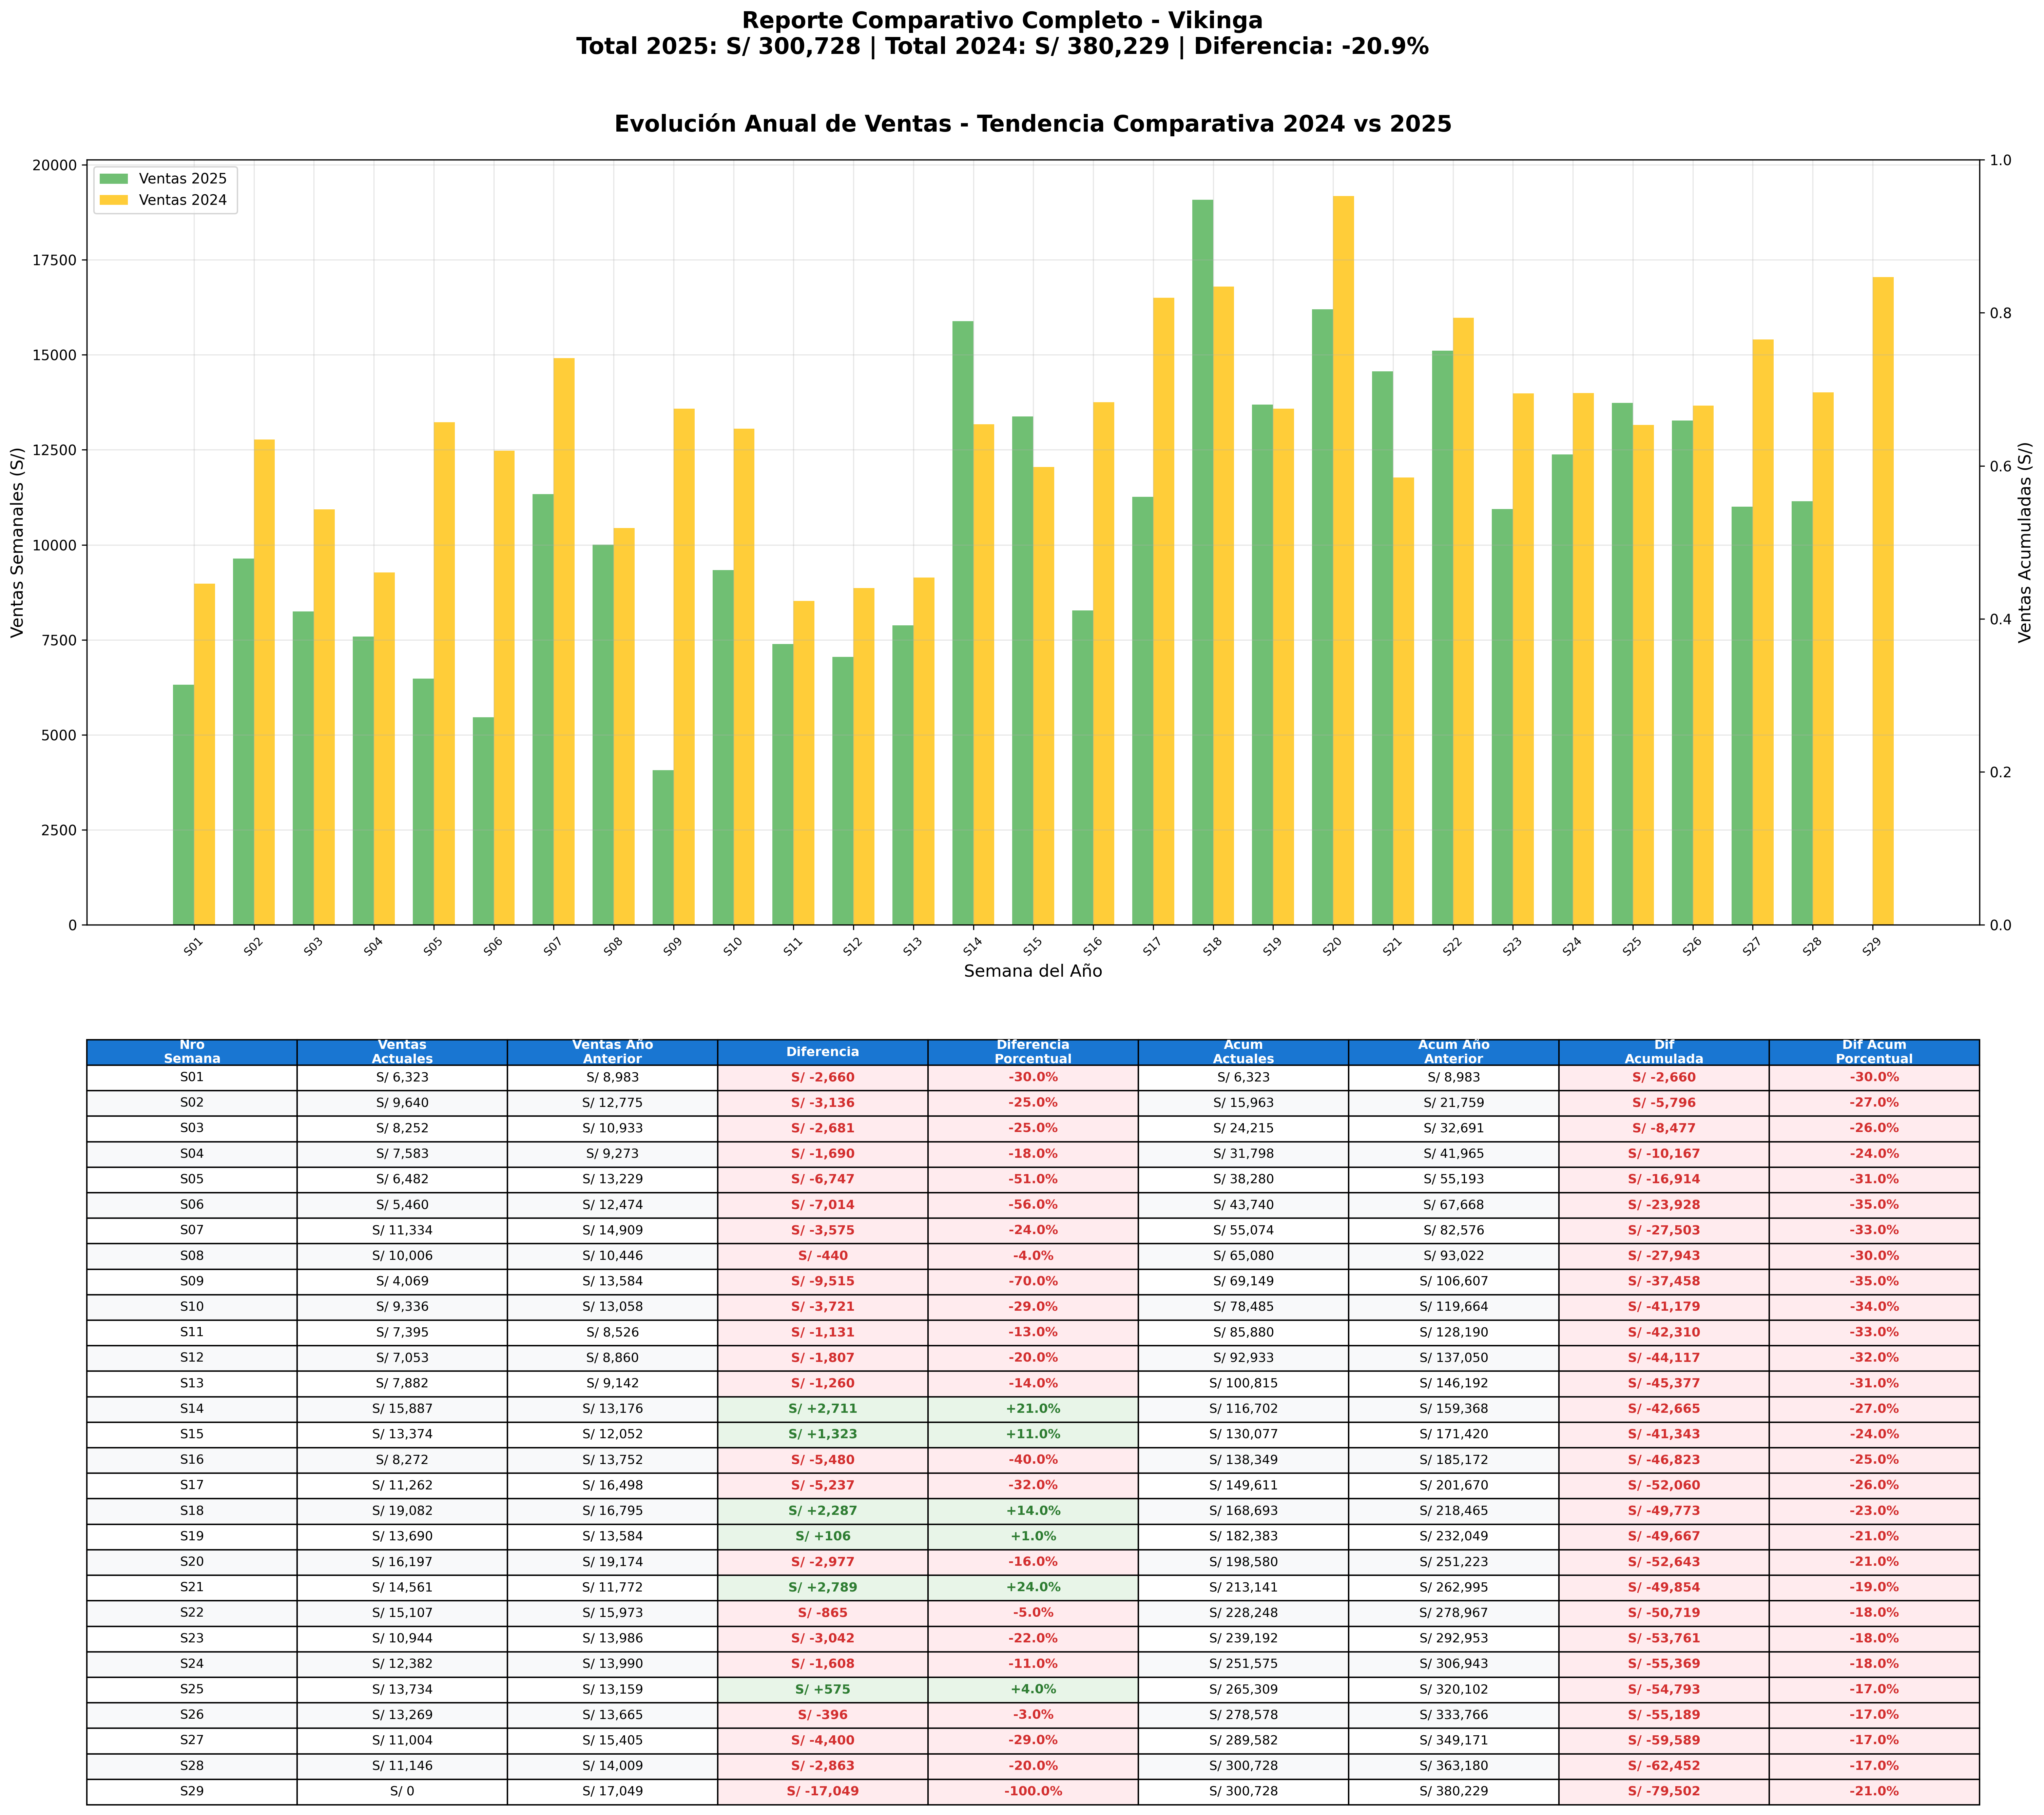 Reporte Comparativo Completo - Vikinga
Total 2025: S/ 300,728 | Total 2024: S/ 380,229 | Diferencia: -20.9%
Evolución Anual de Ventas - Tendencia Comparativa 2024 vs 2025
Ventas 2025
Ventas 2024
Ventas Semanales (S/)
20000
17500
15000
12500
10000
7500
5000
2500
0
Ventas Acumuladas (S/)
1.0
0.8
0.6
0.4
0.2
0.0
S01 S02 S03 S04 S05 S06 S07 S08 S09 S10 S11 S12 S13 S14 S15 S16 S17 S18 S19 S20 S21 S22 S23 S24 S25 S26 S27 S28 S29
Semana del Año
Nro Semana Ventas Actuales Ventas Año Anterior Diferencia Diferencia Porcentual Acum Actuales Acum Año Anterior Dif Acumulada Dif Acum Porcentual
S01 S/ 6,323 S/ 8,983 S/ -2,660 -30.0% S/ 6,323 S/ 8,983 S/ -2,660 -30.0%
S02 S/ 9,640 S/ 12,775 S/ -3,136 -25.0% S/ 15,963 S/ 21,759 S/ -5,796 -27.0%
S03 S/ 8,252 S/ 10,933 S/ -2,681 -25.0% S/ 24,215 S/ 32,691 S/ -8,477 -26.0%
S04 S/ 7,583 S/ 9,273 S/ -1,690 -18.0% S/ 31,798 S/ 41,965 S/ -10,167 -24.0%
S05 S/ 6,482 S/ 13,229 S/ -6,747 -51.0% S/ 38,280 S/ 55,193 S/ -16,914 -31.0%
S06 S/ 5,460 S/ 12,474 S/ -7,014 -56.0% S/ 43,740 S/ 67,668 S/ -23,928 -35.0%
S07 S/ 11,334 S/ 14,909 S/ -3,575 -24.0% S/ 55,074 S/ 82,576 S/ -27,503 -33.0%
S08 S/ 10,006 S/ 10,446 S/ -440 -4.0% S/ 65,080 S/ 93,022 S/ -27,943 -30.0%
S09 S/ 4,069 S/ 13,584 S/ -9,515 -70.0% S/ 69,149 S/ 106,607 S/ -37,458 -35.0%
S10 S/ 9,336 S/ 13,058 S/ -3,721 -29.0% S/ 78,485 S/ 119,664 S/ -41,179 -34.0%
S11 S/ 7,395 S/ 8,526 S/ -1,131 -13.0% S/ 85,880 S/ 128,190 S/ -42,310 -33.0%
S12 S/ 7,053 S/ 8,860 S/ -1,807 -20.0% S/ 92,933 S/ 137,050 S/ -44,117 -32.0%
S13 S/ 7,882 S/ 9,142 S/ -1,260 -14.0% S/ 100,815 S/ 146,192 S/ -45,377 -31.0%
S14 S/ 15,887 S/ 13,176 S/ +2,711 +21.0% S/ 116,702 S/ 159,368 S/ -42,665 -27.0%
S15 S/ 13,374 S/ 12,052 S/ +1,323 +11.0% S/ 130,077 S/ 171,420 S/ -41,343 -24.0%
S16 S/ 8,272 S/ 13,752 S/ -5,480 -40.0% S/ 138,349 S/ 185,172 S/ -46,823 -25.0%
S17 S/ 11,262 S/ 16,498 S/ -5,237 -32.0% S/ 149,611 S/ 201,670 S/ -52,060 -26.0%
S18 S/ 19,082 S/ 16,795 S/ +2,287 +14.0% S/ 168,693 S/ 218,465 S/ -49,773 -23.0%
S19 S/ 13,690 S/ 13,584 S/ +106 +1.0% S/ 182,383 S/ 232,049 S/ -49,667 -21.0%
S20 S/ 16,197 S/ 19,174 S/ -2,977 -16.0% S/ 198,580 S/ 251,223 S/ -52,643 -21.0%
S21 S/ 14,561 S/ 11,772 S/ +2,789 +24.0% S/ 213,141 S/ 262,995 S/ -49,854 -19.0%
S22 S/ 15,107 S/ 15,973 S/ -865 -5.0% S/ 228,248 S/ 278,967 S/ -50,719 -18.0%
S23 S/ 10,944 S/ 13,986 S/ -3,042 -22.0% S/ 239,192 S/ 292,953 S/ -53,761 -18.0%
S24 S/ 12,382 S/ 13,990 S/ -1,608 -11.0% S/ 251,575 S/ 306,943 S/ -55,369 -18.0%
S25 S/ 13,734 S/ 13,159 S/ +575 +4.0% S/ 265,309 S/ 320,102 S/ -54,793 -17.0%
S26 S/ 13,269 S/ 13,665 S/ -396 -3.0% S/ 278,578 S/ 333,766 S/ -55,189 -17.0%
S27 S/ 11,004 S/ 15,405 S/ -4,400 -29.0% S/ 289,582 S/ 349,171 S/ -59,589 -17.0%
S28 S/ 11,146 S/ 14,009 S/ -2,863 -20.0% S/ 300,728 S/ 363,180 S/ -62,452 -17.0%
S29 S/ 0 S/ 17,049 S/ -17,049 -100.0% S/ 300,728 S/ 380,229 S/ -79,502 -21.0%